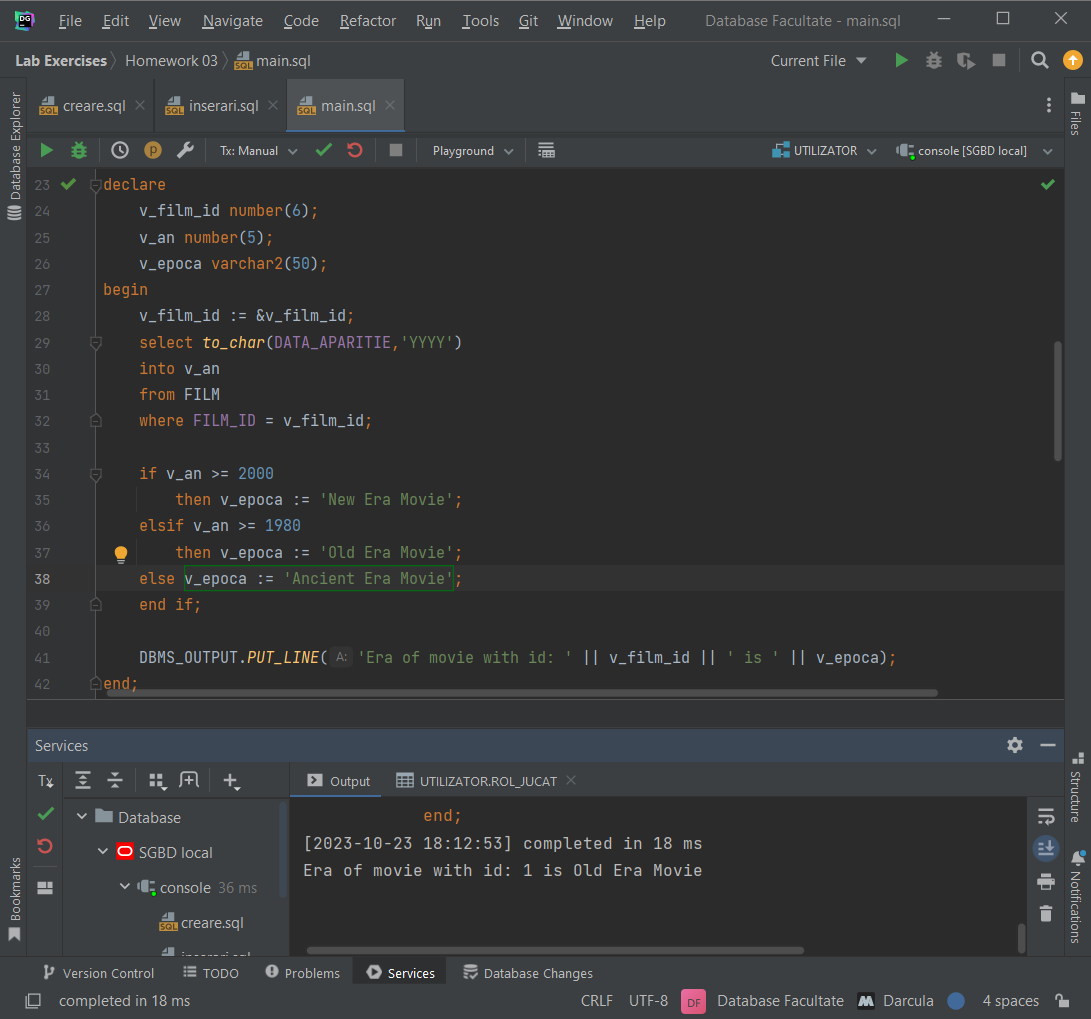 DG File Edit View Navigate Code Refactor Run Tools Git Window Help Database Facultate - main.sql
Lab Exercises Homework 03 main.sql Current File
creare.sql inserari.sql main.sql
Tx: Manual Playground UTILIZATOR console [SGBD local]
23 declare
24 v_film_id number(6);
25 v_an number(5);
26 v_epoca varchar2(50);
27 begin
28 v_film_id := &v_film_id;
29 select to_char(DATA_APARITIE,'YYYY')
30 into v_an
31 from FILM
32 where FILM_ID = v_film_id;
33
34 if v_an >= 2000
35 then v_epoca := 'New Era Movie';
36 elsif v_an >= 1980
37 then v_epoca := 'Old Era Movie';
38 else v_epoca := 'Ancient Era Movie';
39 end if;
40
41 DBMS_OUTPUT.PUT_LINE( A: 'Era of movie with id: ' || v_film_id || ' is ' || v_epoca);
42 end;
Database Explorer
Bookmarks
Files
Structure
Notifications
Services
Tx
Output UTILIZATOR.ROL_JUCAT
Database
SGBD local
console 36 ms
creare.sql
inserari.sql
end;
[2023-10-23 18:12:53] completed in 18 ms
Era of movie with id: 1 is Old Era Movie
Version Control TODO Problems Services Database Changes
completed in 18 ms CRLF UTF-8 DF Database Facultate Darcula 4 spaces